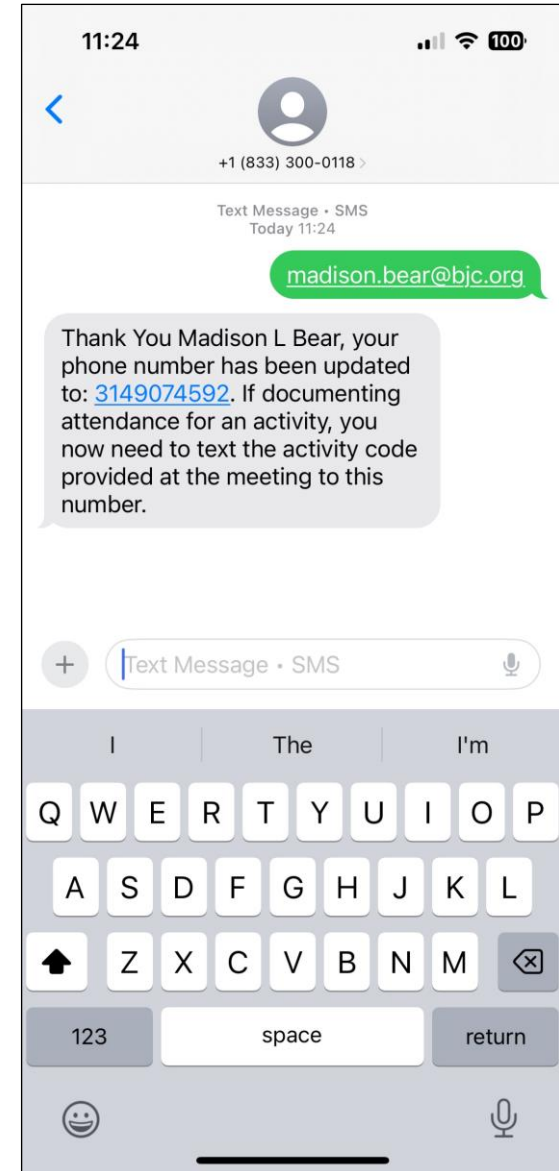 11:24
100
+1 (833) 300-0118
Text Message • SMS
Today 11:24
madison.bear@bjc.org
Thank You Madison L Bear, your
phone number has been updated
to: 3149074592. If documenting
attendance for an activity, you
now need to text the activity code
provided at the meeting to this
number.
Text Message • SMS
I The I'm
Q W E R T Y U I O P
A S D F G H J K L
Z X C V B N M
123 space return